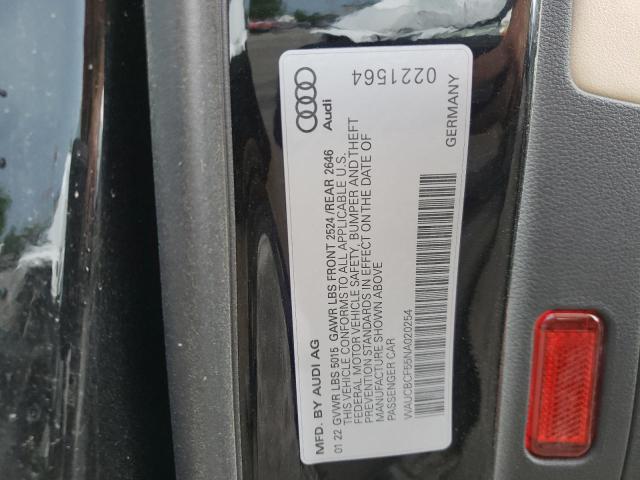 0221564
Audi
MFD. BY AUDI AG
01 22 GVWR LBS 5015 GAWR LBS FRONT 2524 /REAR 2646
THIS VEHICLE CONFORMS TO ALL APPLICABLE U.S.
FEDERAL MOTOR VEHICLE SAFETY, BUMPER AND THEFT
PREVENTION STANDARDS IN EFFECT ON THE DATE OF
MANUFACTURE SHOWN ABOVE
PASSENGER CAR
WAUCBCF55NA020254
GERMANY